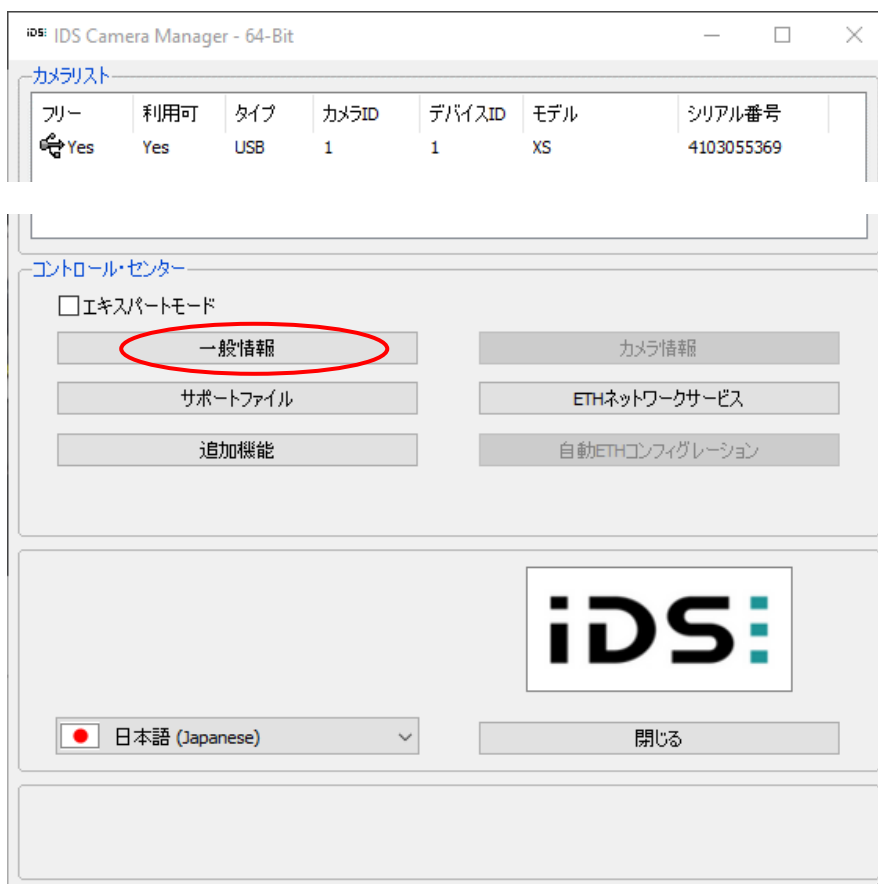 IDS Camera Manager - 64-Bit
カメラリスト
フリー 利用可 タイプ カメラID デバイスID モデル シリアル番号
Yes Yes USB 1 1 XS 4103055369
コントロール・センター
エキスパートモード
一般情報 カメラ情報
サポートファイル ETHネットワークサービス
追加機能 自動ETHコンフィグレーション
iDS
日本語 (Japanese) 閉じる